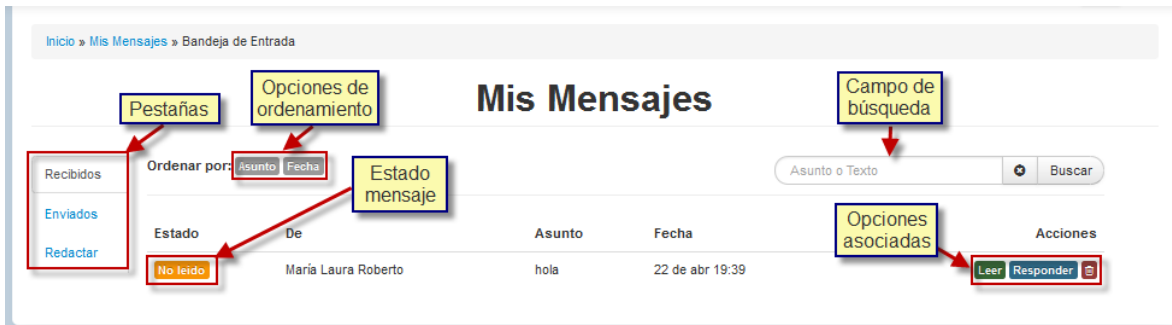 Inicio » Mis Mensajes » Bandeja de Entrada
Mis Mensajes
Pestañas
Opciones de
ordenamiento
Campo de
búsqueda
Recibidos
Enviados
Redactar
Ordenar por: Asunto Fecha
Estado
mensaje
Asunto o Texto Buscar
Opciones
asociadas
Estado De Asunto Fecha Acciones
No leido María Laura Roberto hola 22 de abr 19:39 Leer Responder